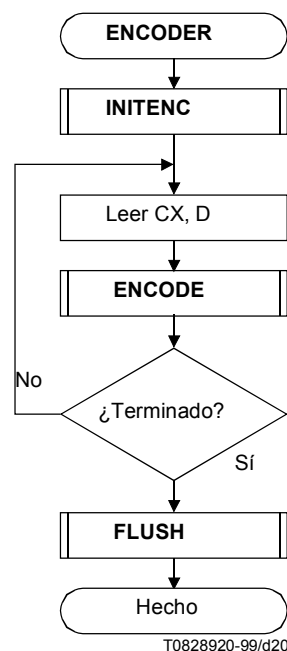 ENCODER
INITENC
Leer CX, D
ENCODE
No
¿Terminado?
Sí
FLUSH
Hecho
T0828920-99/d20